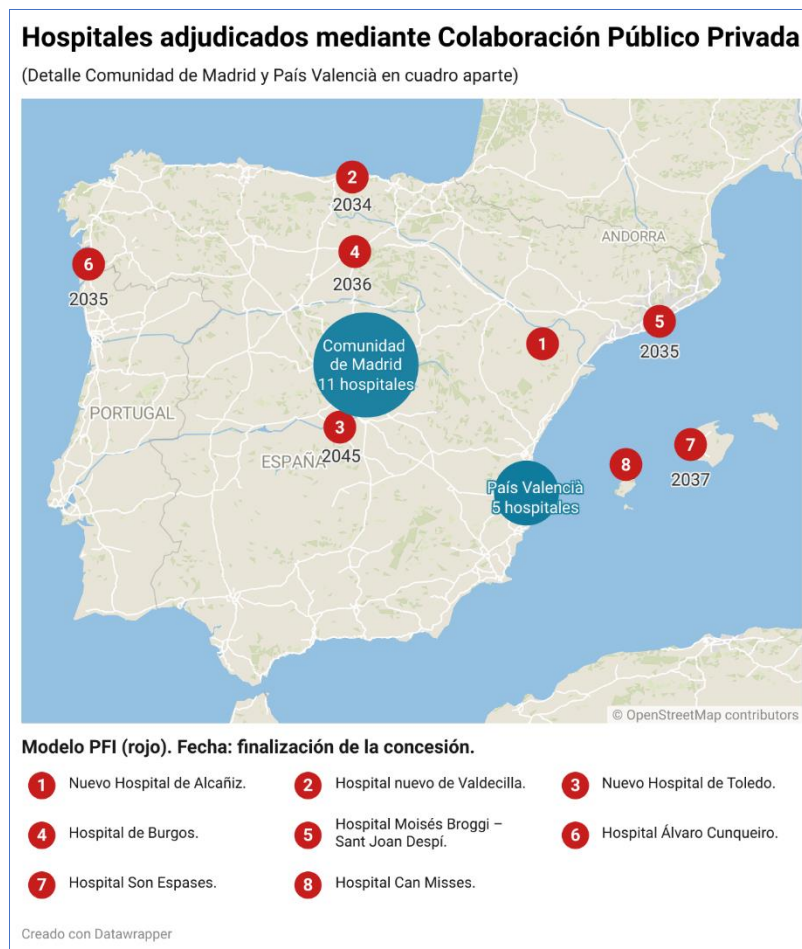 Hospitales adjudicados mediante Colaboración Público Privada
(Detalle Comunidad de Madrid y País Valencià en cuadro aparte)
2
2034
ANDORRA
4
6
2036
2035
5
Comunidad
de Madrid
11 hospitales
1
2035
PORTUGAL
3
7
ESPAÑA
2045
8
2037
País Valencià
5 hospitales
© OpenStreetMap contributors
Modelo PFI (rojo). Fecha: finalización de la concesión.
1 Nuevo Hospital de Alcañiz.
2 Hospital nuevo de Valdecilla.
3 Nuevo Hospital de Toledo.
4 Hospital de Burgos.
5 Hospital Moisés Broggi –
Sant Joan Despí.
6 Hospital Álvaro Cunqueiro.
7 Hospital Son Espases.
8 Hospital Can Misses.
Creado con Datawrapper